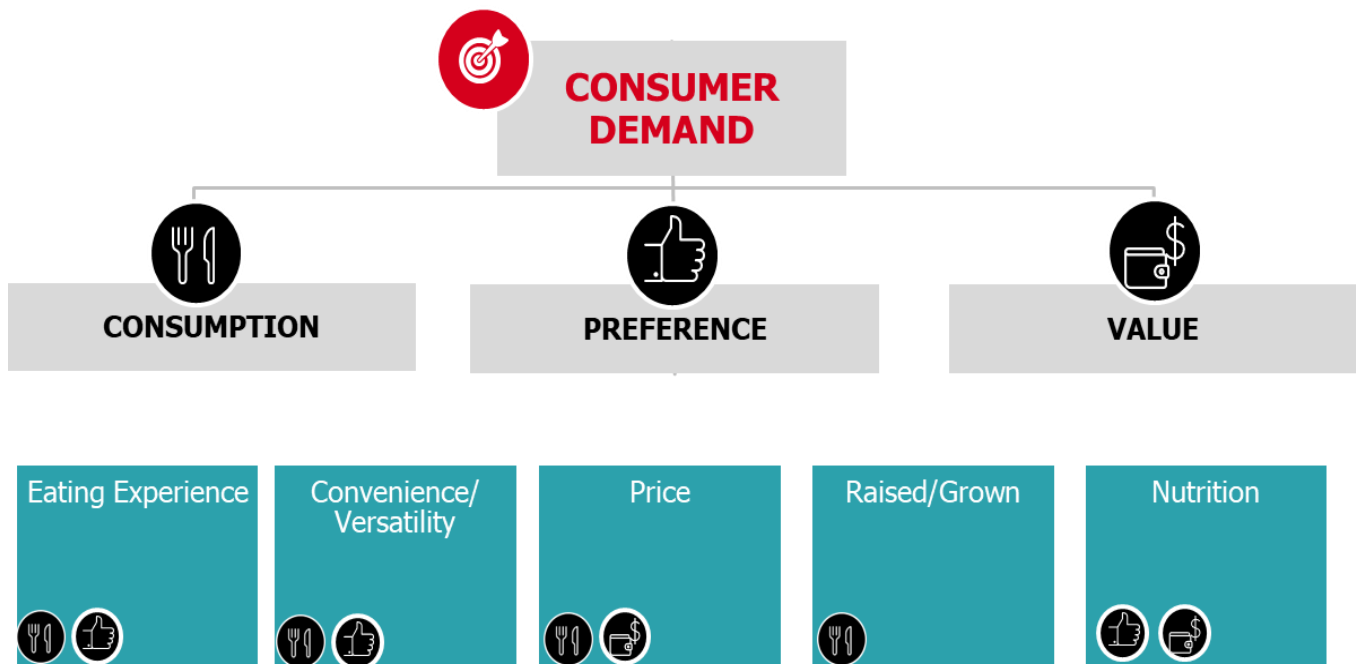 CONSUMER
DEMAND
CONSUMPTION
PREFERENCE
VALUE
Eating Experience
Convenience/
Versatility
Price
Raised/Grown
Nutrition